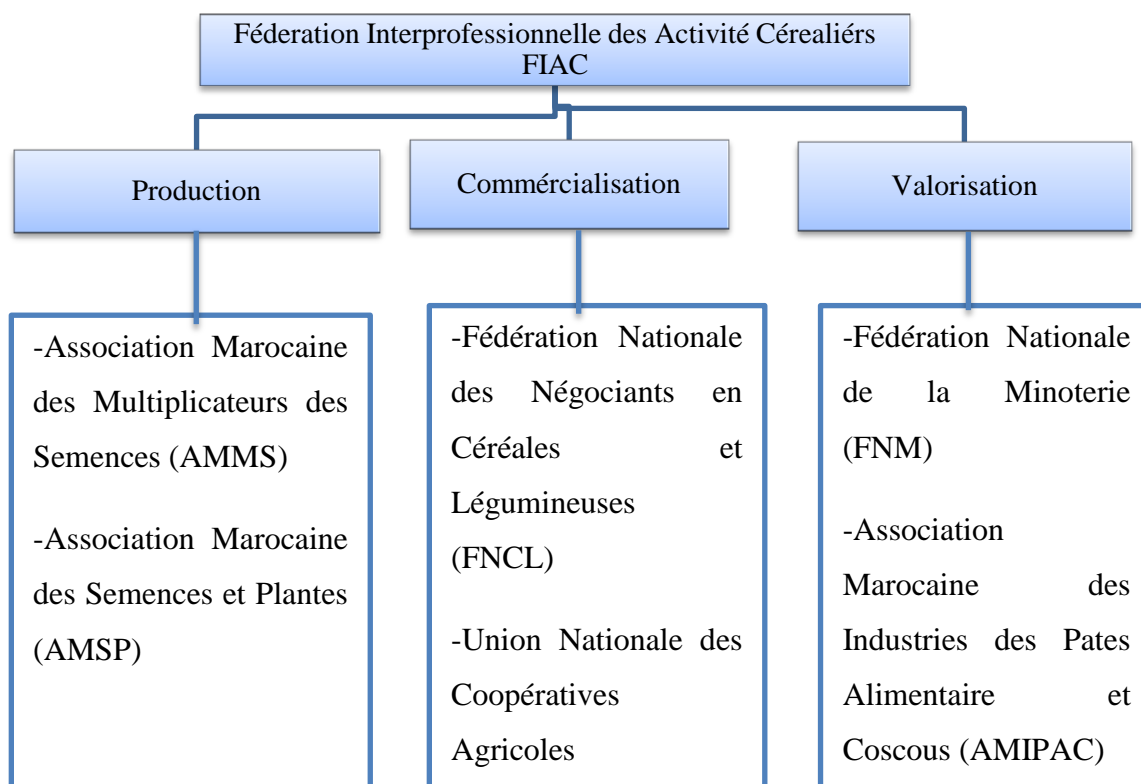 Féderation Interprofessionnelle des Activité Cérealiérs
FIAC
Production
Commércialisation
Valorisation
-Association Marocaine
des Multiplicateurs des
Semences (AMMS)
-Association Marocaine
des Semences et Plantes
(AMSP)
-Fédération Nationale
des Négociants en
Céréales et
Légumineuses
(FNCL)
-Union Nationale des
Coopératives
Agricoles
-Fédération Nationale
de la Minoterie
(FNM)
-Association
Marocaine des
Industries des Pates
Alimentaire et
Coscous (AMIPAC)